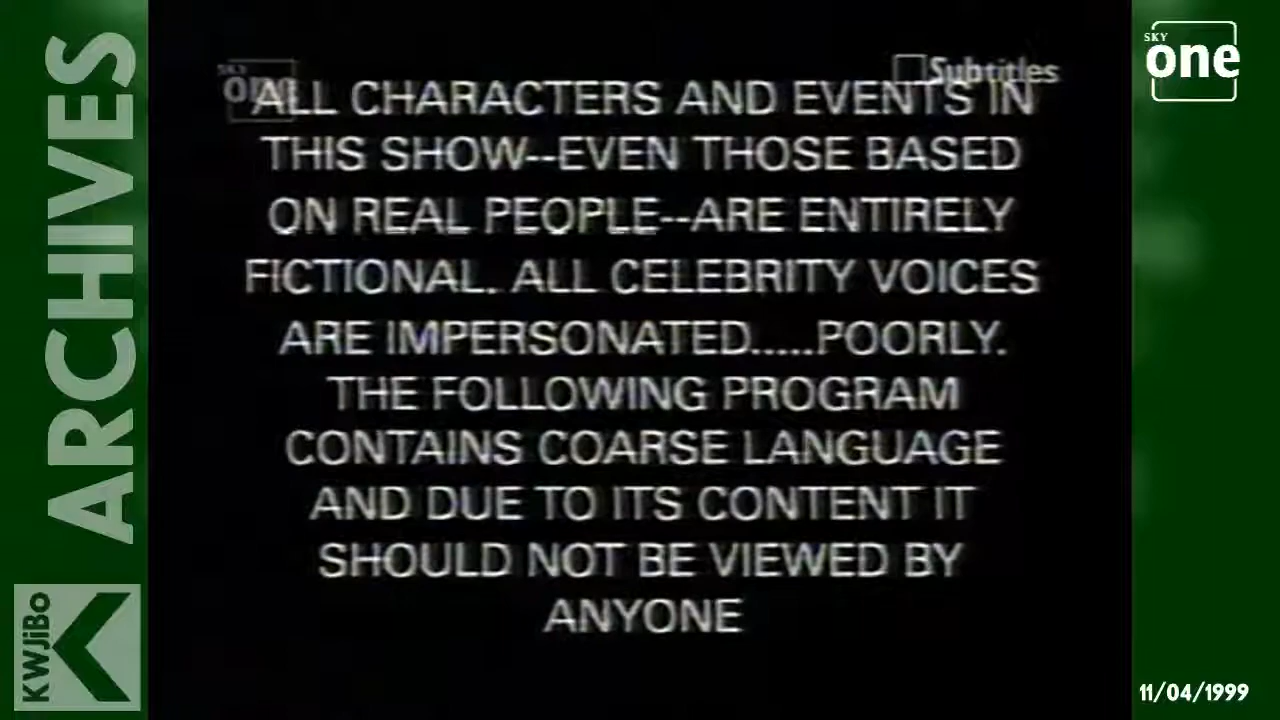 ARCHIVES
KWJiBo
SKY
one
Subtitles
SKY
one
ALL CHARACTERS AND EVENTS IN
THIS SHOW--EVEN THOSE BASED
ON REAL PEOPLE--ARE ENTIRELY
FICTIONAL. ALL CELEBRITY VOICES
ARE IMPERSONATED.....POORLY.
THE FOLLOWING PROGRAM
CONTAINS COARSE LANGUAGE
AND DUE TO ITS CONTENT IT
SHOULD NOT BE VIEWED BY
ANYONE
11/04/1999